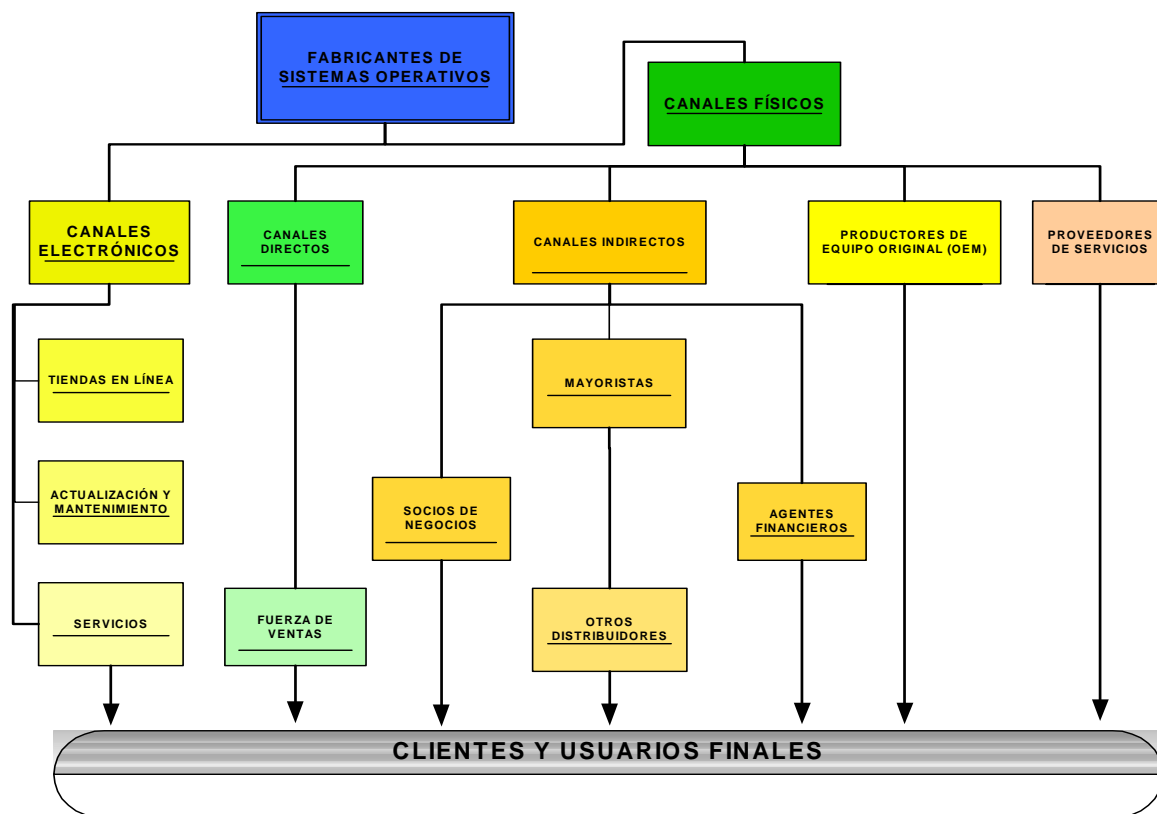 FABRICANTES DE
SISTEMAS OPERATIVOS
CANALES FÍSICOS
CANALES
ELECTRÓNICOS
CANALES
DIRECTOS
CANALES INDIRECTOS
PRODUCTORES DE
EQUIPO ORIGINAL (OEM)
PROVEEDORES
DE SERVICIOS
TIENDAS EN LÍNEA
MAYORISTAS
ACTUALIZACIÓN Y
MANTENIMIENTO
SOCIOS DE
NEGOCIOS
AGENTES
FINANCIEROS
SERVICIOS
FUERZA DE
VENTAS
OTROS
DISTRIBUIDORES
CLIENTES Y USUARIOS FINALES